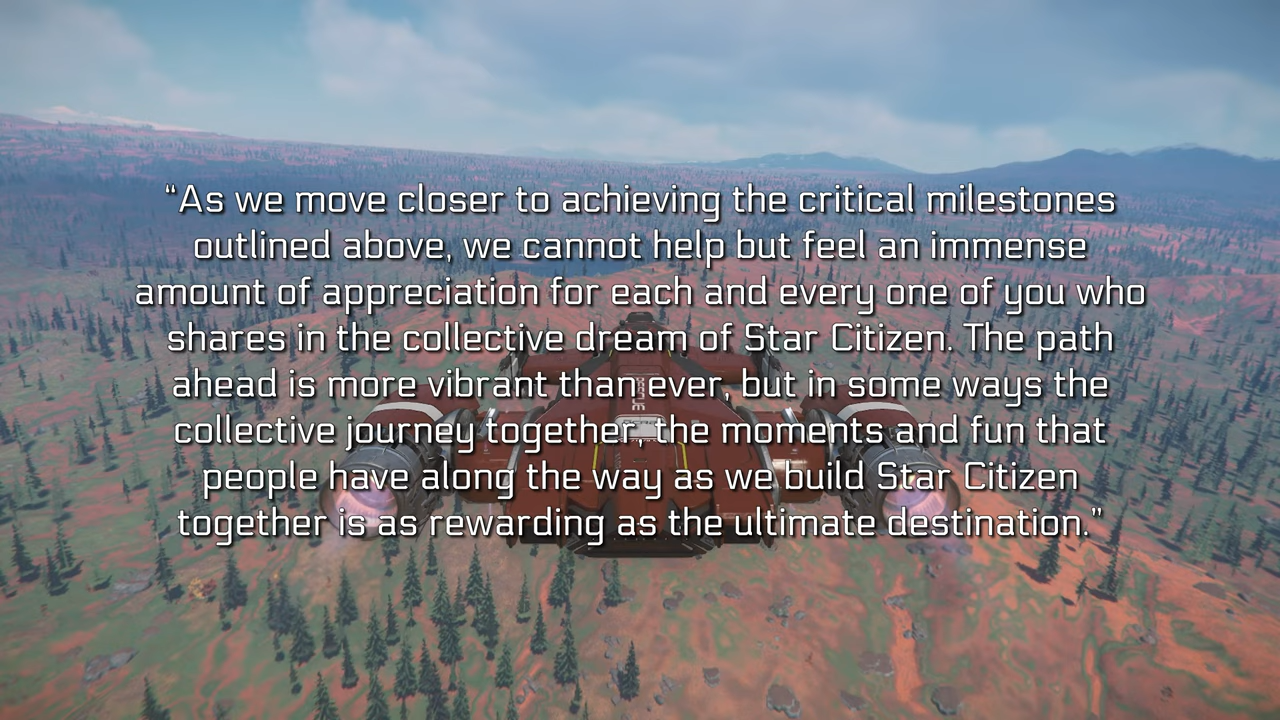 “As we move closer to achieving the critical milestones
outlined above, we cannot help but feel an immense
amount of appreciation for each and every one of you who
shares in the collective dream of Star Citizen. The path
ahead is more vibrant than ever, but in some ways the
collective journey together, the moments and fun that
people have along the way as we build Star Citizen
together is as rewarding as the ultimate destination.”